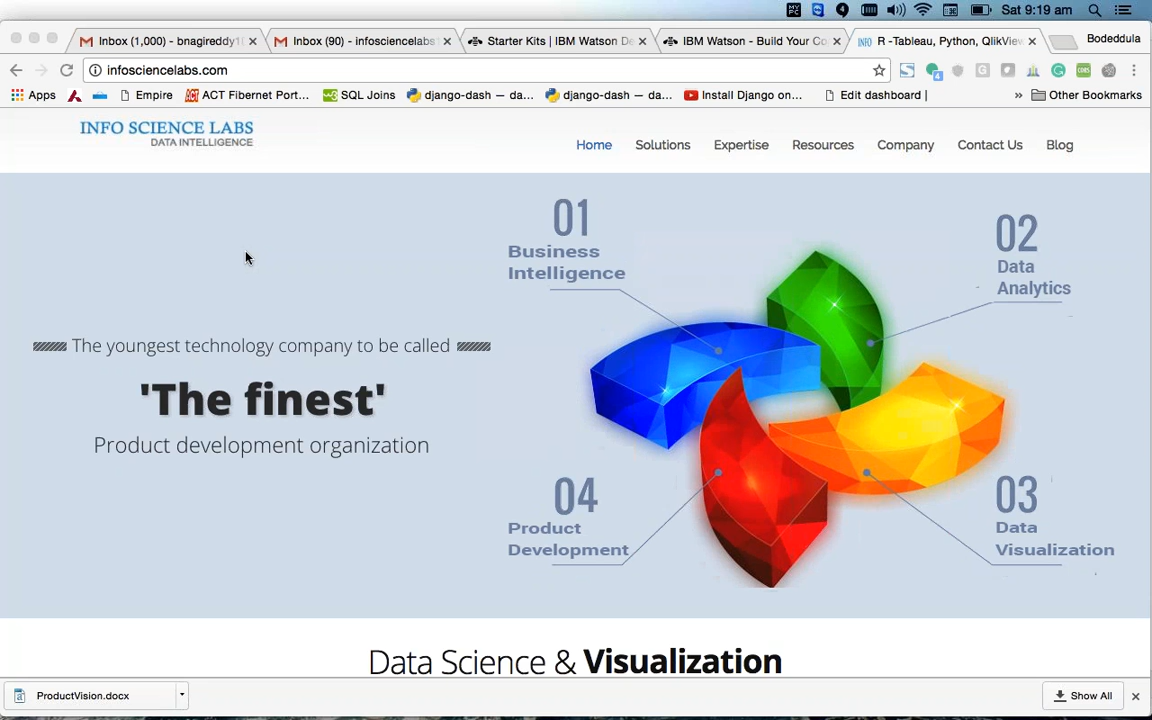 Sat 9:19 am
Inbox (1,000) - bnagireddy1
Inbox (90) - infosciencelabs
Starter Kits | IBM Watson De
IBM Watson - Build Your Co
R -Tableau, Python, QlikView
Bodeddula
infosciencelabs.com
Apps
Empire
ACT Fibernet Port...
SQL Joins
django-dash — da...
django-dash — da...
Install Django on...
Edit dashboard |
» Other Bookmarks
INFO SCIENCE LABS
DATA INTELLIGENCE
Home Solutions Expertise Resources Company Contact Us Blog
01
Business
Intelligence
02
Data
Analytics
The youngest technology company to be called
'The finest'
Product development organization
04
Product
Development
03
Data
Visualization
Data Science & Visualization
ProductVision.docx
Show All